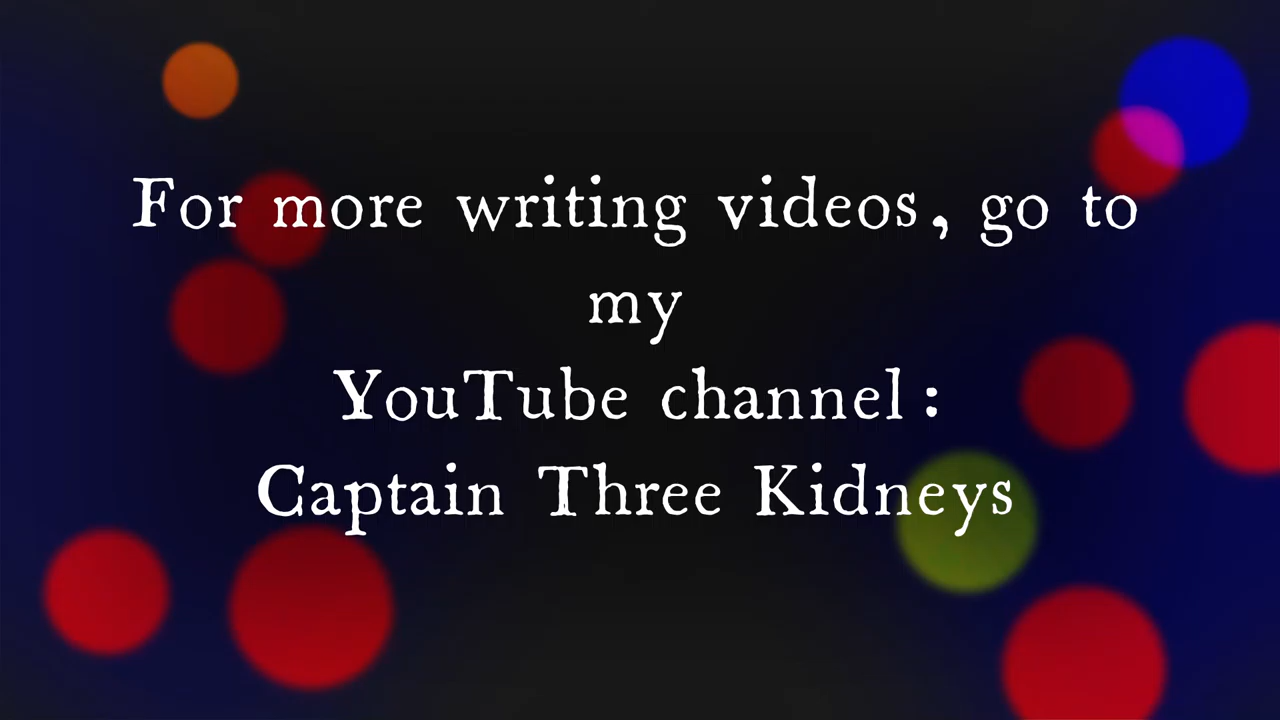 For more writing videos, go to
my
YouTube channel:
Captain Three Kidneys